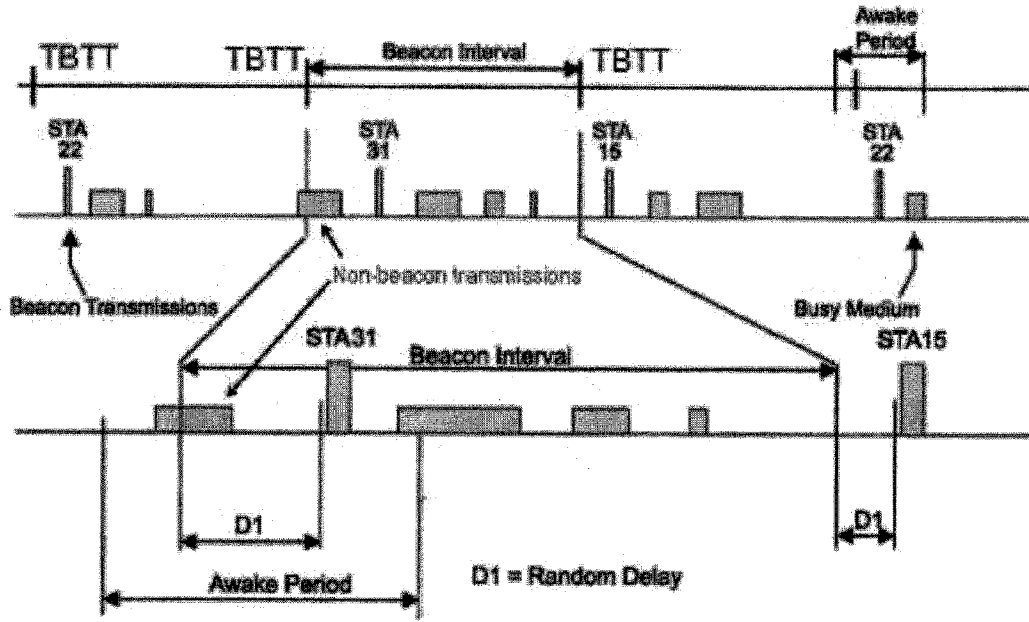 Awake
Period
TBTT
TBTT
Beacon Interval
TBTT
STA
22
STA
31
STA
15
STA
22
Non-beacon transmissions
Beacon Transmissions
Busy Medium
STA31
Beacon Interval
STA15
D1
D1
Awake Period
D1 = Random Delay